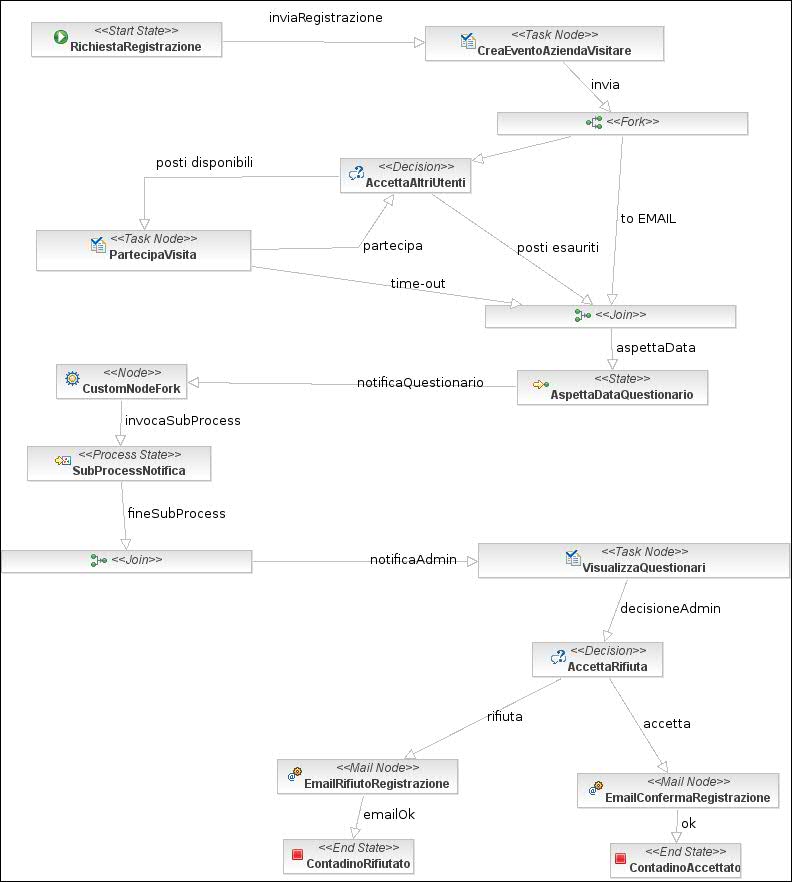 inviaRegistrazione
<<Start State>>
RichiestaRegistrazione
<<Task Node>>
CreaEventoAziendaVisitare
invia
<<Fork>>
posti disponibili
<<Decision>>
AccettaAltriUtenti
to EMAIL
<<Task Node>>
PartecipaVisita
partecipa
posti esauriti
time-out
<<Join>>
aspettaData
<<Node>>
CustomNodeFork
notificaQuestionario
<<State>>
AspettaDataQuestionario
invocaSubProcess
<<Process State>>
SubProcessNotifica
fineSubProcess
<<Join>>
notificaAdmin
<<Task Node>>
VisualizzaQuestionari
decisioneAdmin
<<Decision>>
AccettaRifiuta
rifiuta
accetta
<<Mail Node>>
EmailRifiutoRegistrazione
<<Mail Node>>
EmailConfermaRegistrazione
emailOk
ok
<<End State>>
ContadinoRifiutato
<<End State>>
ContadinoAccettato